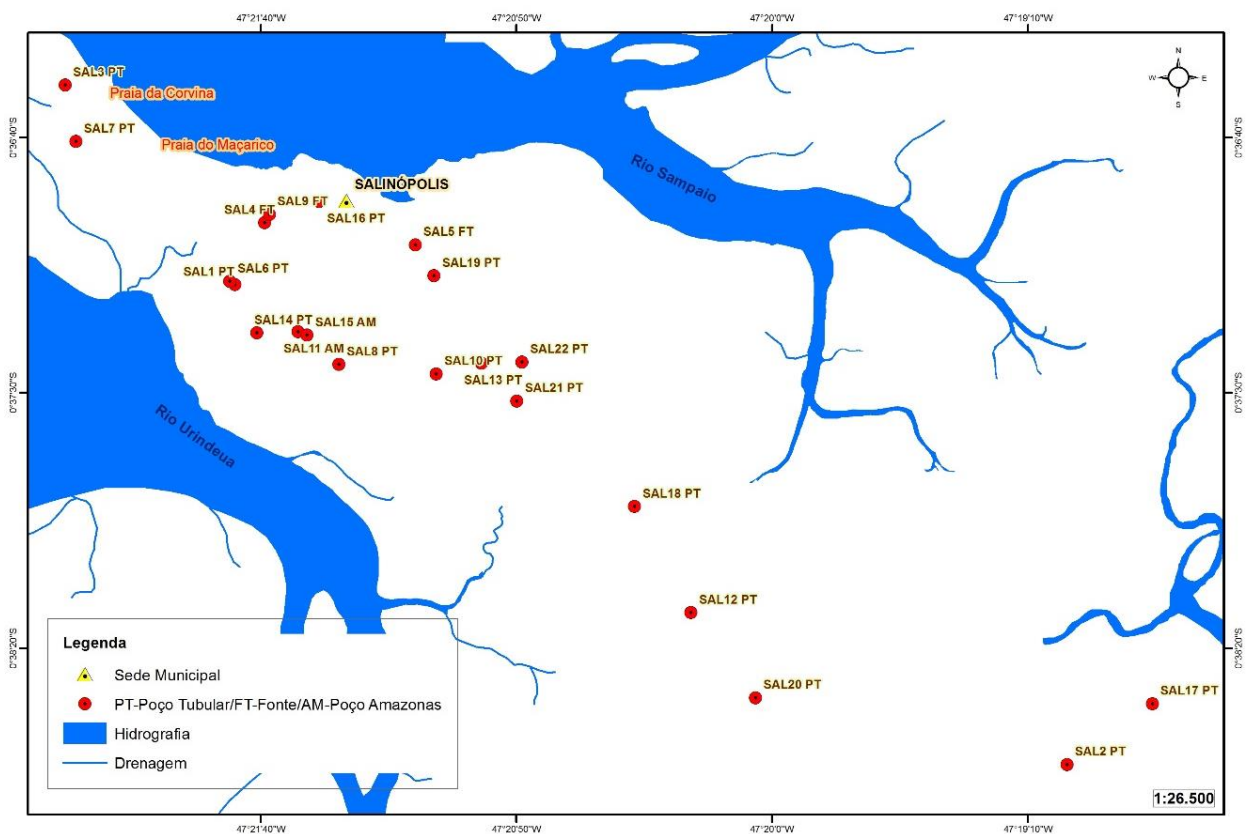 47°21'40"W
47°20'50"W
47°20'0"W
47°19'10"W
N
W
E
S
SAL3 PT
Praia da Corvina
SAL7 PT
0°36'40"S
0°36'40"S
Praia do Maçarico
Rio Sampaio
SALINÓPOLIS
SAL9 FT
SAL4 FT
SAL16 PT
SAL5 FT
SAL19 PT
SAL1 PT
SAL6 PT
SAL14 PT
SAL15 AM
SAL11 AM
SAL8 PT
SAL10 PT
SAL22 PT
SAL13 PT
SAL21 PT
0°37'30"S
0°37'30"S
Rio Urindeua
SAL18 PT
SAL12 PT
0°38'20"S
0°38'20"S
SAL20 PT
SAL17 PT
SAL2 PT
Legenda
Sede Municipal
PT-Poço Tubular/FT-Fonte/AM-Poço Amazonas
Hidrografia
Drenagem
1:26.500
47°21'40"W
47°20'50"W
47°20'0"W
47°19'10"W